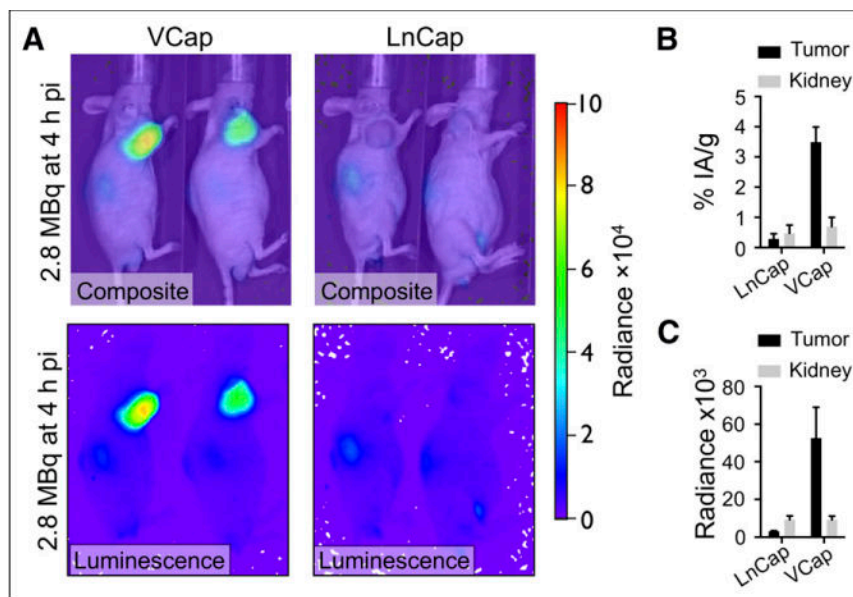 A
VCap
LnCap
2.8 MBq at 4 h pi
Composite
Composite
2.8 MBq at 4 h pi
Luminescence
Luminescence
10
8
6
4
2
0
Radiance ×10⁴
B
Tumor
Kidney
5
4
3
2
1
0
% IA/g
LnCap
VCap
C
Tumor
Kidney
80
60
40
20
0
Radiance x10³
LnCap
VCap